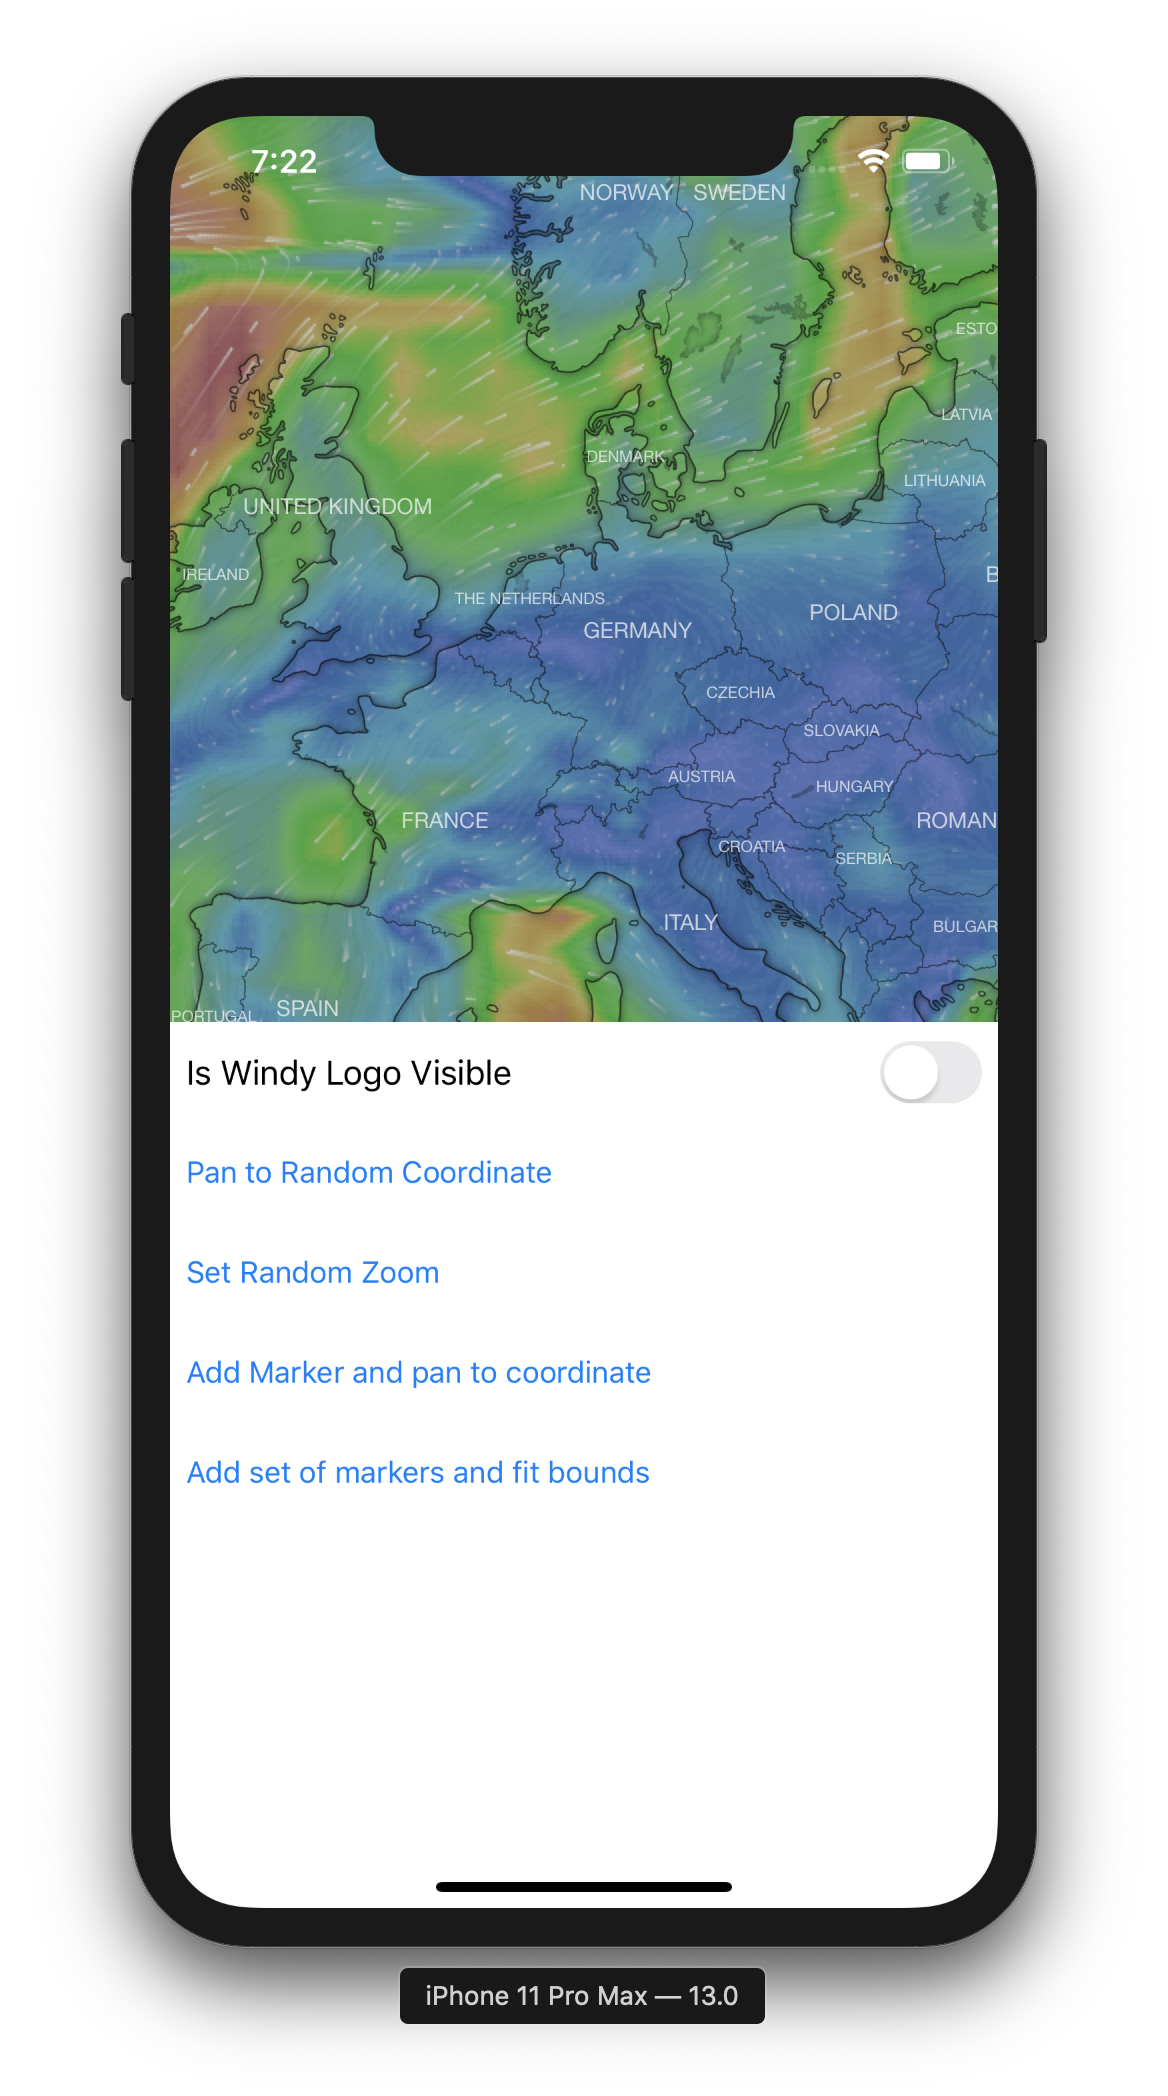 7:22
NORWAY SWEDEN
ESTO
LATVIA
DENMARK
LITHUANIA
UNITED KINGDOM
IRELAND
B
THE NETHERLANDS
POLAND
GERMANY
CZECHIA
SLOVAKIA
AUSTRIA
HUNGARY
FRANCE
ROMAN
CROATIA
SERBIA
ITALY
BULGAR
SPAIN
PORTUGAL
Is Windy Logo Visible
Pan to Random Coordinate
Set Random Zoom
Add Marker and pan to coordinate
Add set of markers and fit bounds
iPhone 11 Pro Max — 13.0